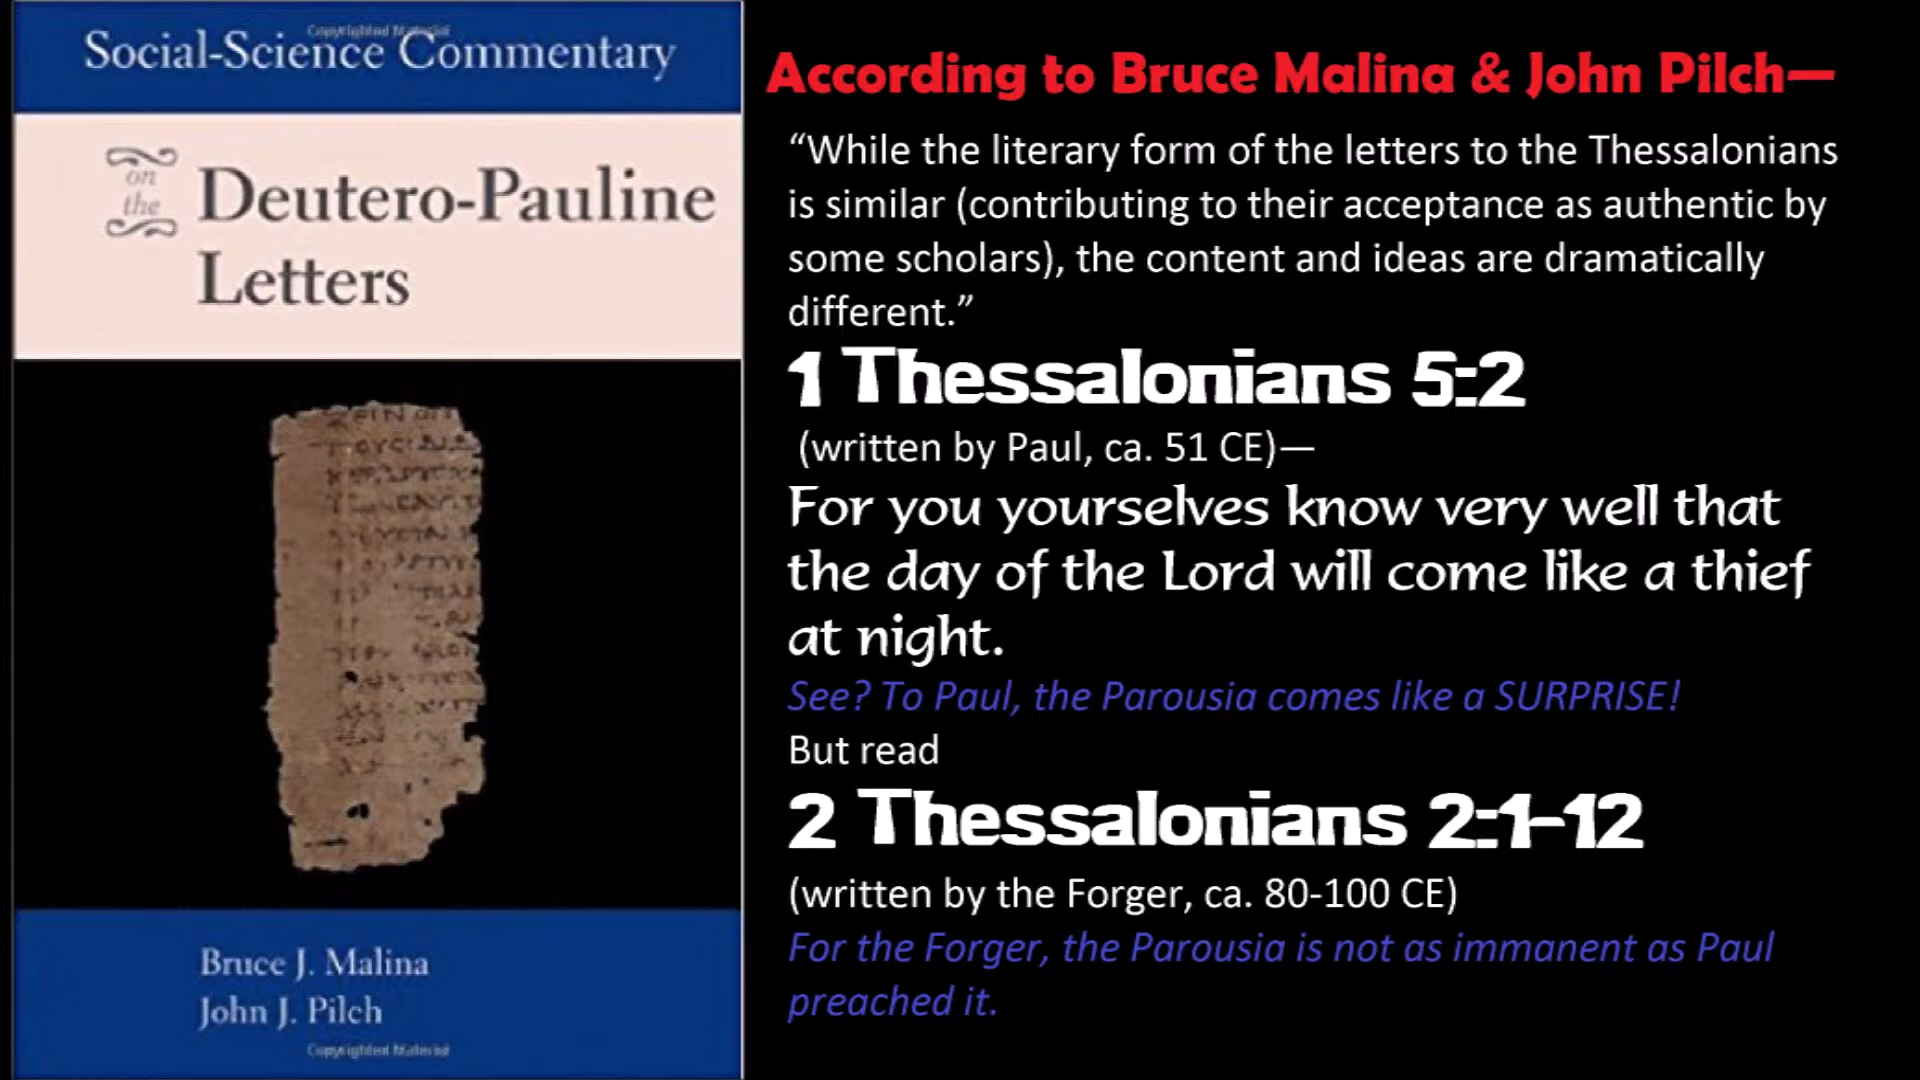 Copyrighted Material
Social-Science Commentary
on
the
Deutero-Pauline
Letters
Bruce J. Malina
John J. Pilch
Copyrighted Material
According to Bruce Malina & John Pilch—
“While the literary form of the letters to the Thessalonians
is similar (contributing to their acceptance as authentic by
some scholars), the content and ideas are dramatically
different.”
1 Thessalonians 5:2
(written by Paul, ca. 51 CE)—
For you yourselves know very well that
the day of the Lord will come like a thief
at night.
See? To Paul, the Parousia comes like a SURPRISE!
But read
2 Thessalonians 2:1-12
(written by the Forger, ca. 80-100 CE)
For the Forger, the Parousia is not as immanent as Paul
preached it.